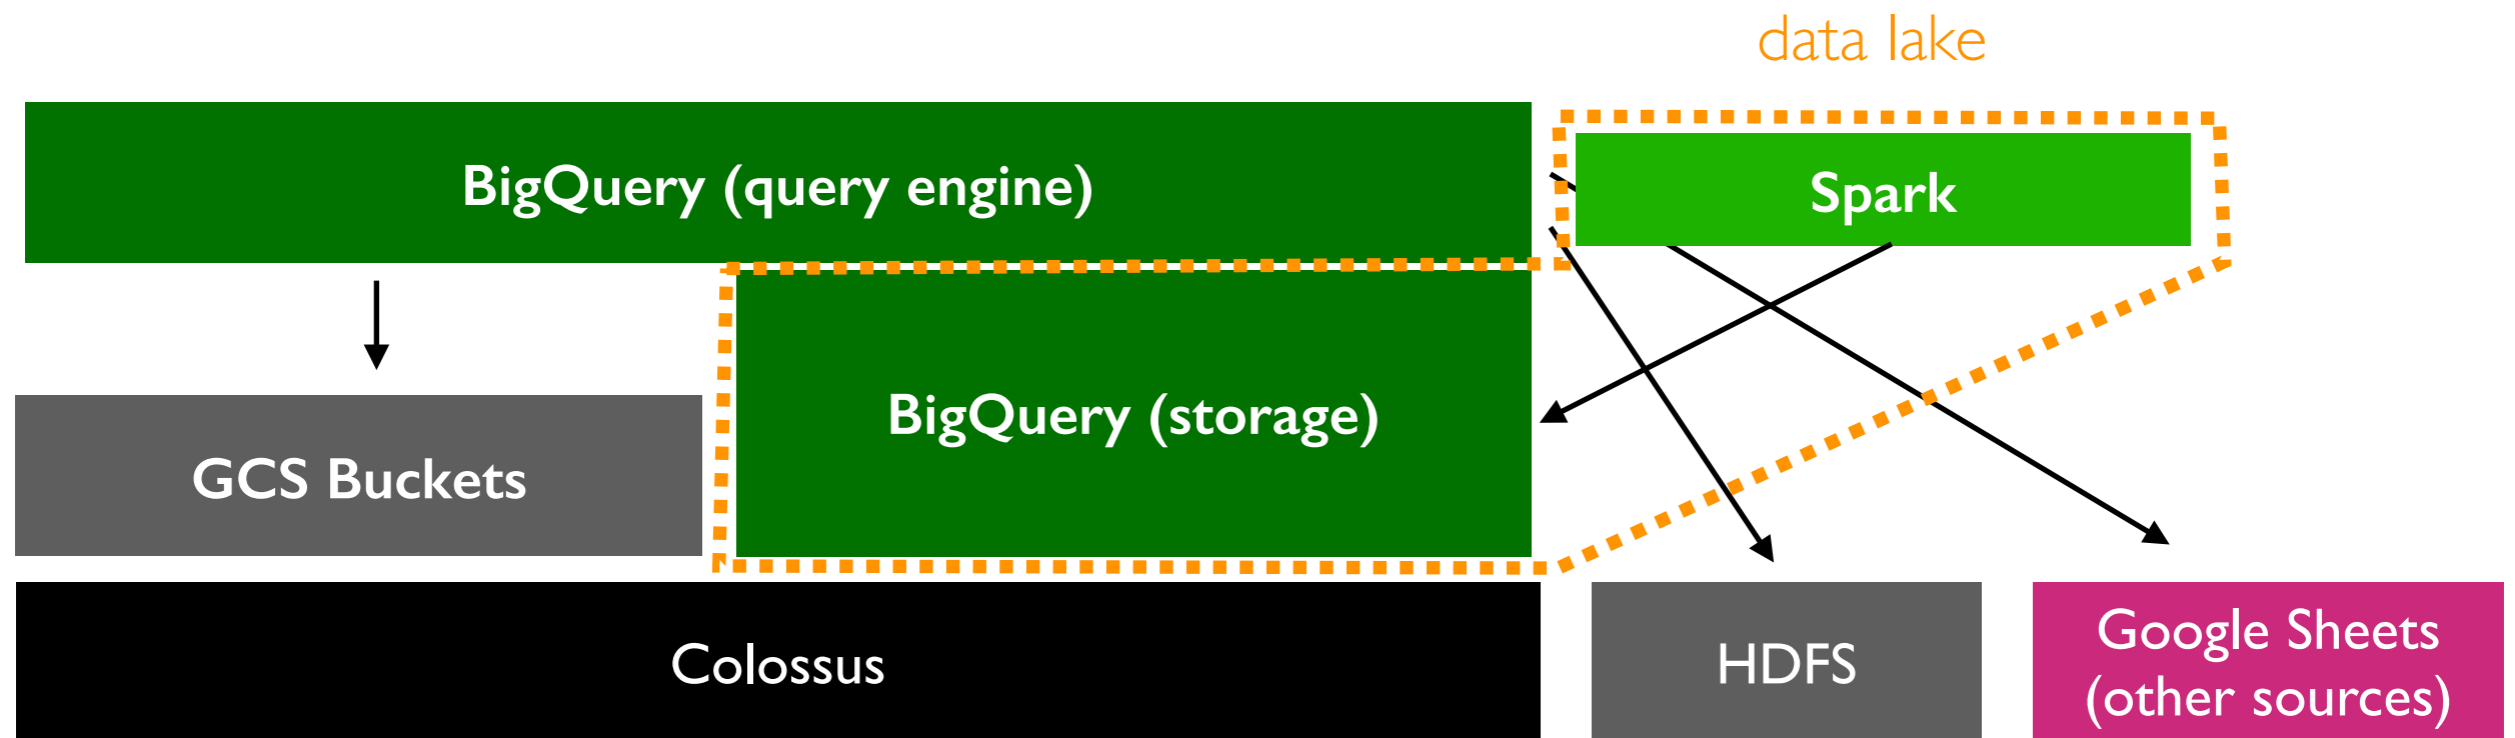 data lake
BigQuery (query engine)
Spark
BigQuery (storage)
GCS Buckets
Colossus
HDFS
Google Sheets
(other sources)